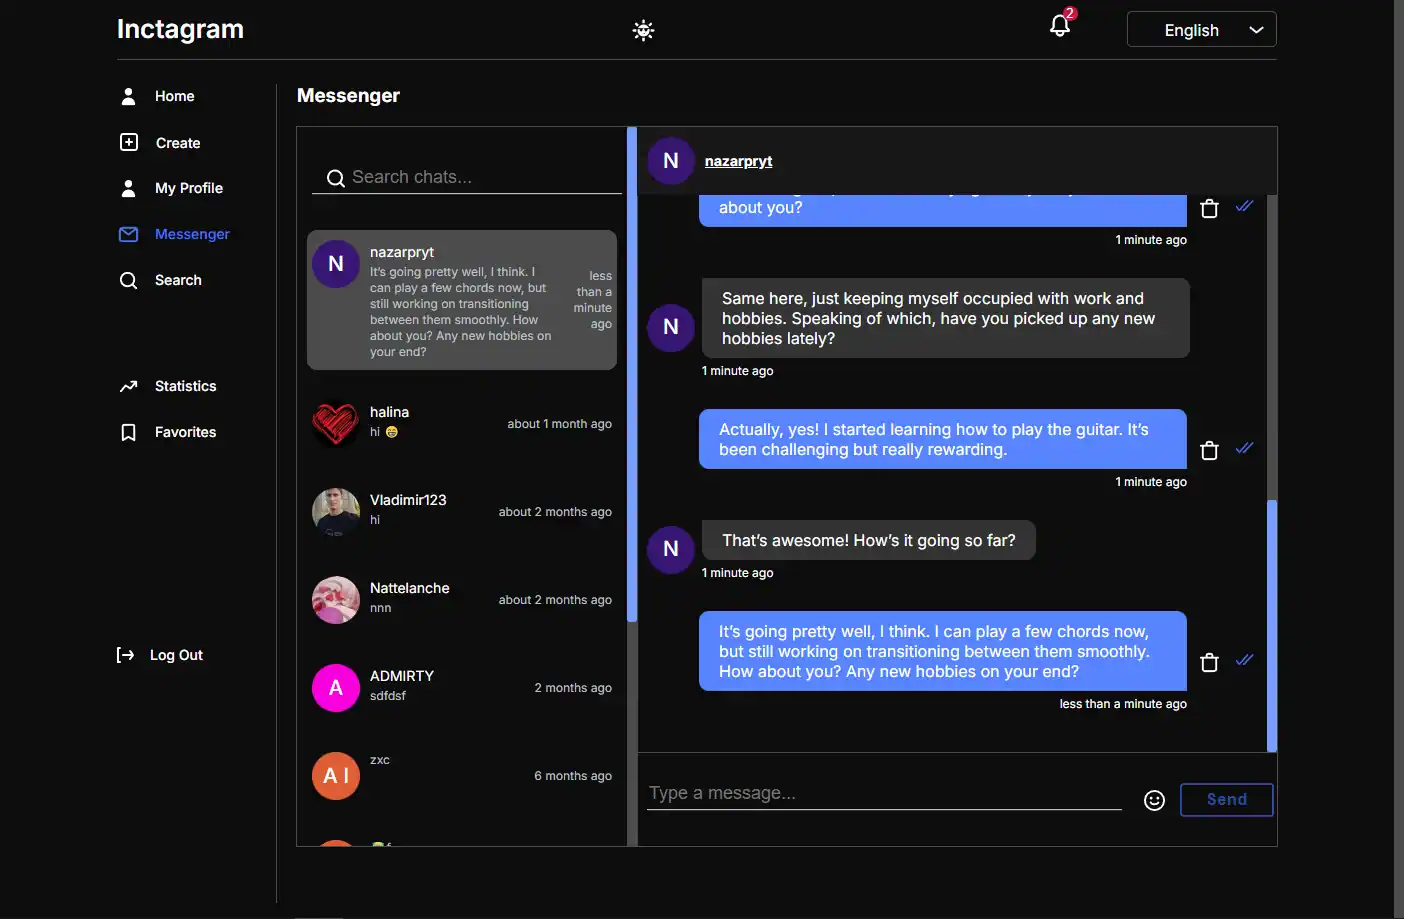 Inctagram
2
English
Home
Create
My Profile
Messenger
Search
Statistics
Favorites
Log Out
Messenger
Search chats...
N
nazarpryt
It's going pretty well, I think. I
can play a few chords now, but
still working on transitioning
between them smoothly. How
about you? Any new hobbies on
your end?
less
than a
minute
ago
halina
hi 😁
about 1 month ago
Vladimir123
hi
about 2 months ago
Nattelanche
nnn
about 2 months ago
A
ADMIRTY
sdfdsf
2 months ago
A I
zxc
6 months ago
N
nazarpryt
about you?
1 minute ago
N
Same here, just keeping myself occupied with work and
hobbies. Speaking of which, have you picked up any new
hobbies lately?
1 minute ago
Actually, yes! I started learning how to play the guitar. It's
been challenging but really rewarding.
1 minute ago
N
That's awesome! How's it going so far?
1 minute ago
It's going pretty well, I think. I can play a few chords now,
but still working on transitioning between them smoothly.
How about you? Any new hobbies on your end?
less than a minute ago
Type a message...
Send